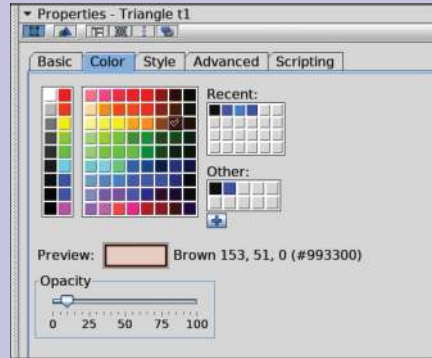 Properties - Triangle t1
Basic Color Style Advanced Scripting
Recent:
Other:
Preview: Brown 153, 51, 0 (#993300)
Opacity
0 25 50 75 100